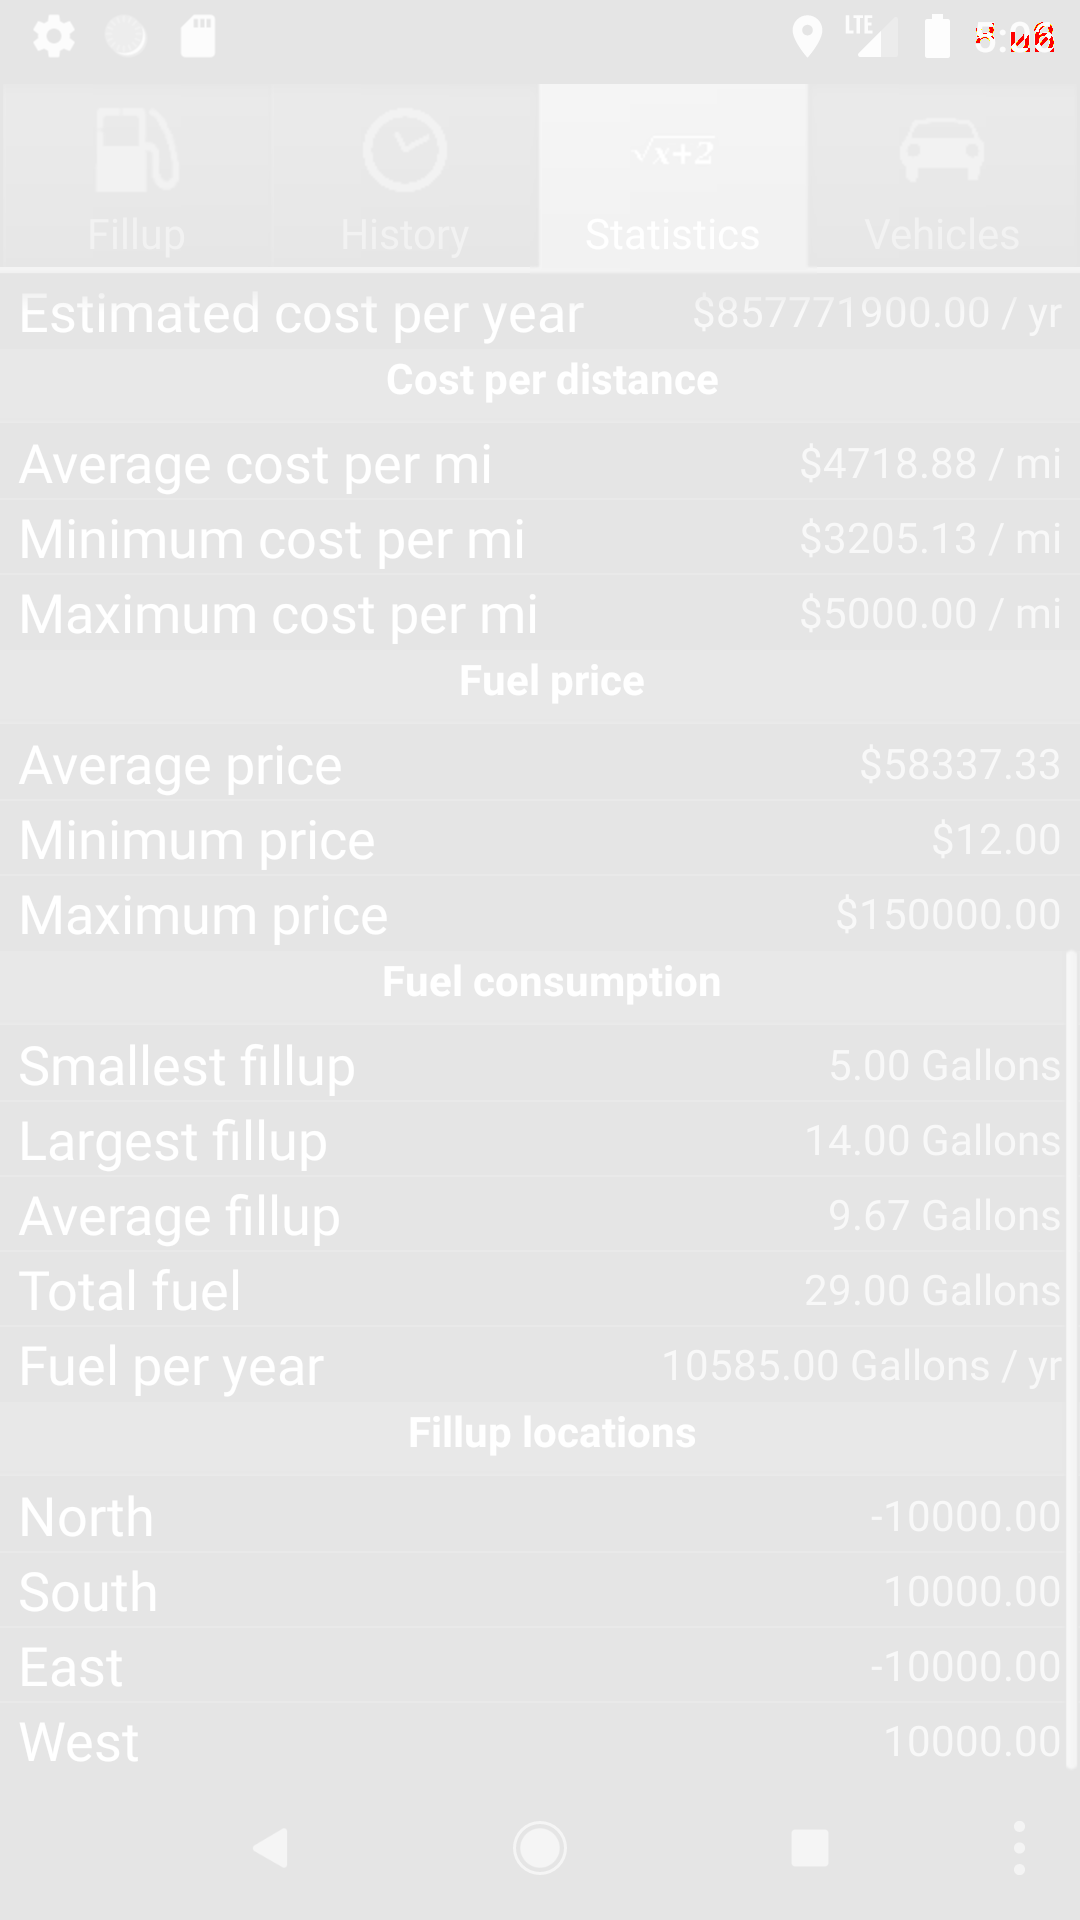 LTE
Fillup History Statistics Vehicles
√x+2
Estimated cost per year $857771900.00 / yr
Cost per distance
Average cost per mi $4718.88 / mi
Minimum cost per mi $3205.13 / mi
Maximum cost per mi $5000.00 / mi
Fuel price
Average price $58337.33
Minimum price $12.00
Maximum price $150000.00
Fuel consumption
Smallest fillup 5.00 Gallons
Largest fillup 14.00 Gallons
Average fillup 9.67 Gallons
Total fuel 29.00 Gallons
Fuel per year 10585.00 Gallons / yr
Fillup locations
North -10000.00
South 10000.00
East -10000.00
West 10000.00